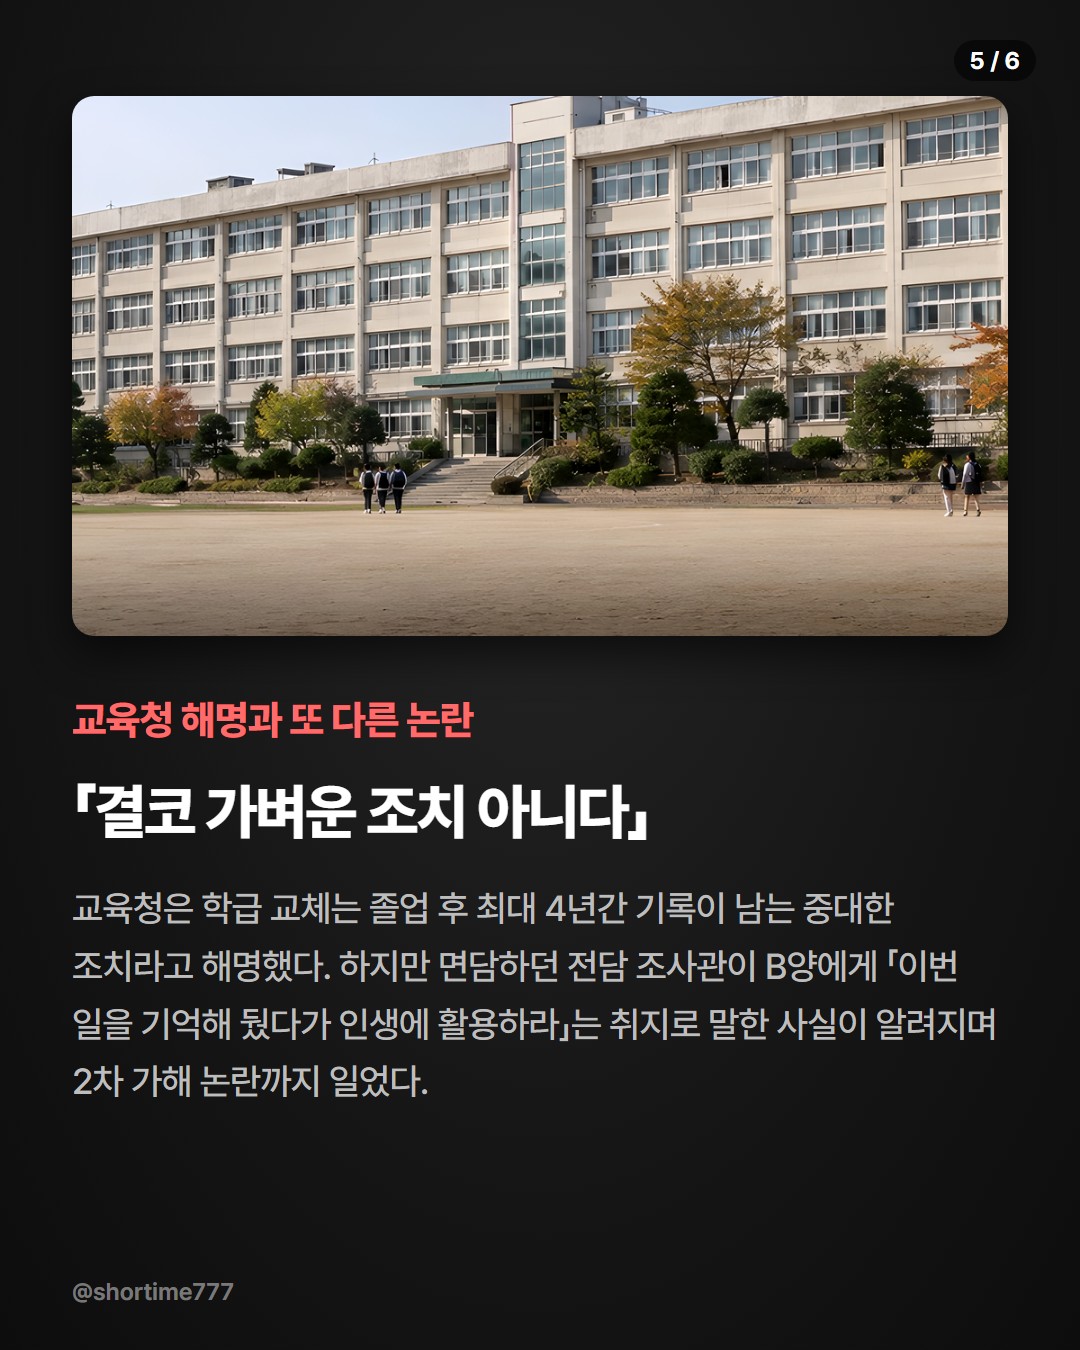 5 / 6
교육청 해명과 또 다른 논란
「결코 가벼운 조치 아니다」
교육청은 학급 교체는 졸업 후 최대 4년간 기록이 남는 중대한
조치라고 해명했다. 하지만 면담하던 전담 조사관이 B양에게 「이번
일을 기억해 뒀다가 인생에 활용하라」는 취지로 말한 사실이 알려지며
2차 가해 논란까지 일었다.
@shortime777